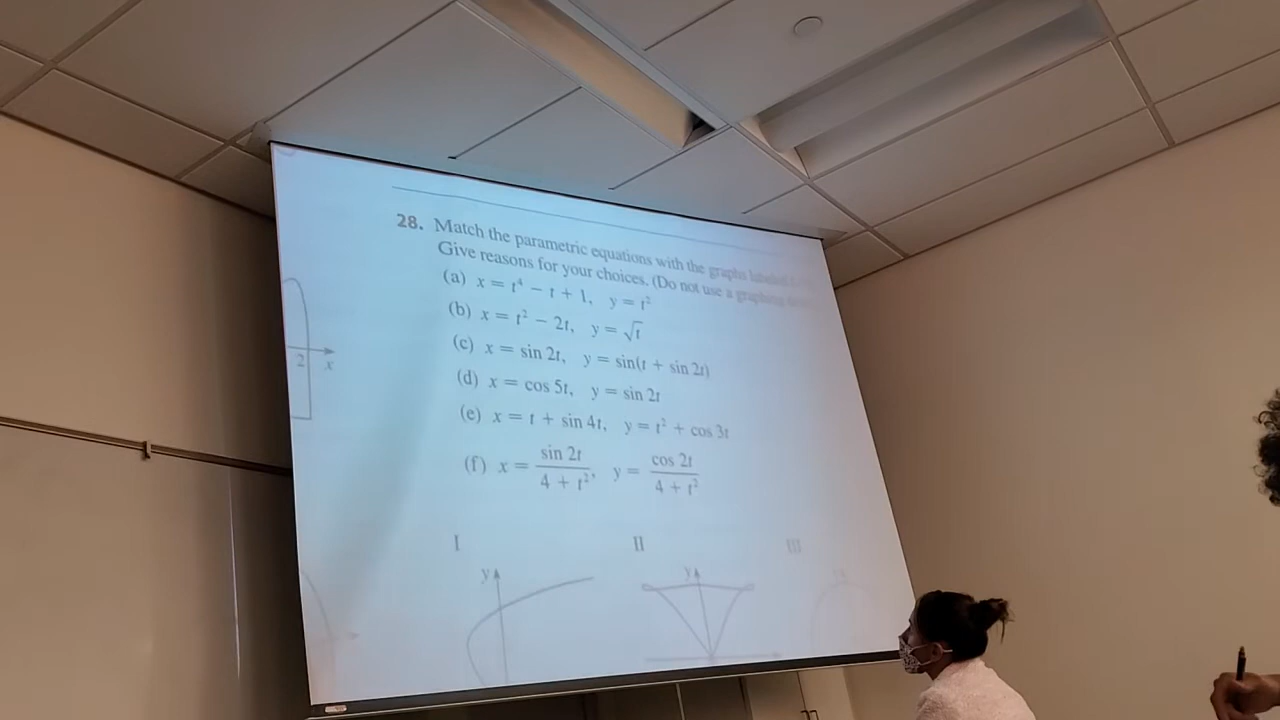 28. Match the parametric equations with the graphs labeled
Give reasons for your choices. (Do not use a graphing
(a) x = t⁴ − t + 1, y = t²
(b) x = t² − 2t, y = √t
(c) x = sin 2t, y = sin(t + sin 2t)
(d) x = cos 5t, y = sin 2t
(e) x = t + sin 4t, y = t² + cos 3t
(f) x = sin 2t / 4 + t², y = cos 2t / 4 + t²
2 x
I II III
y y